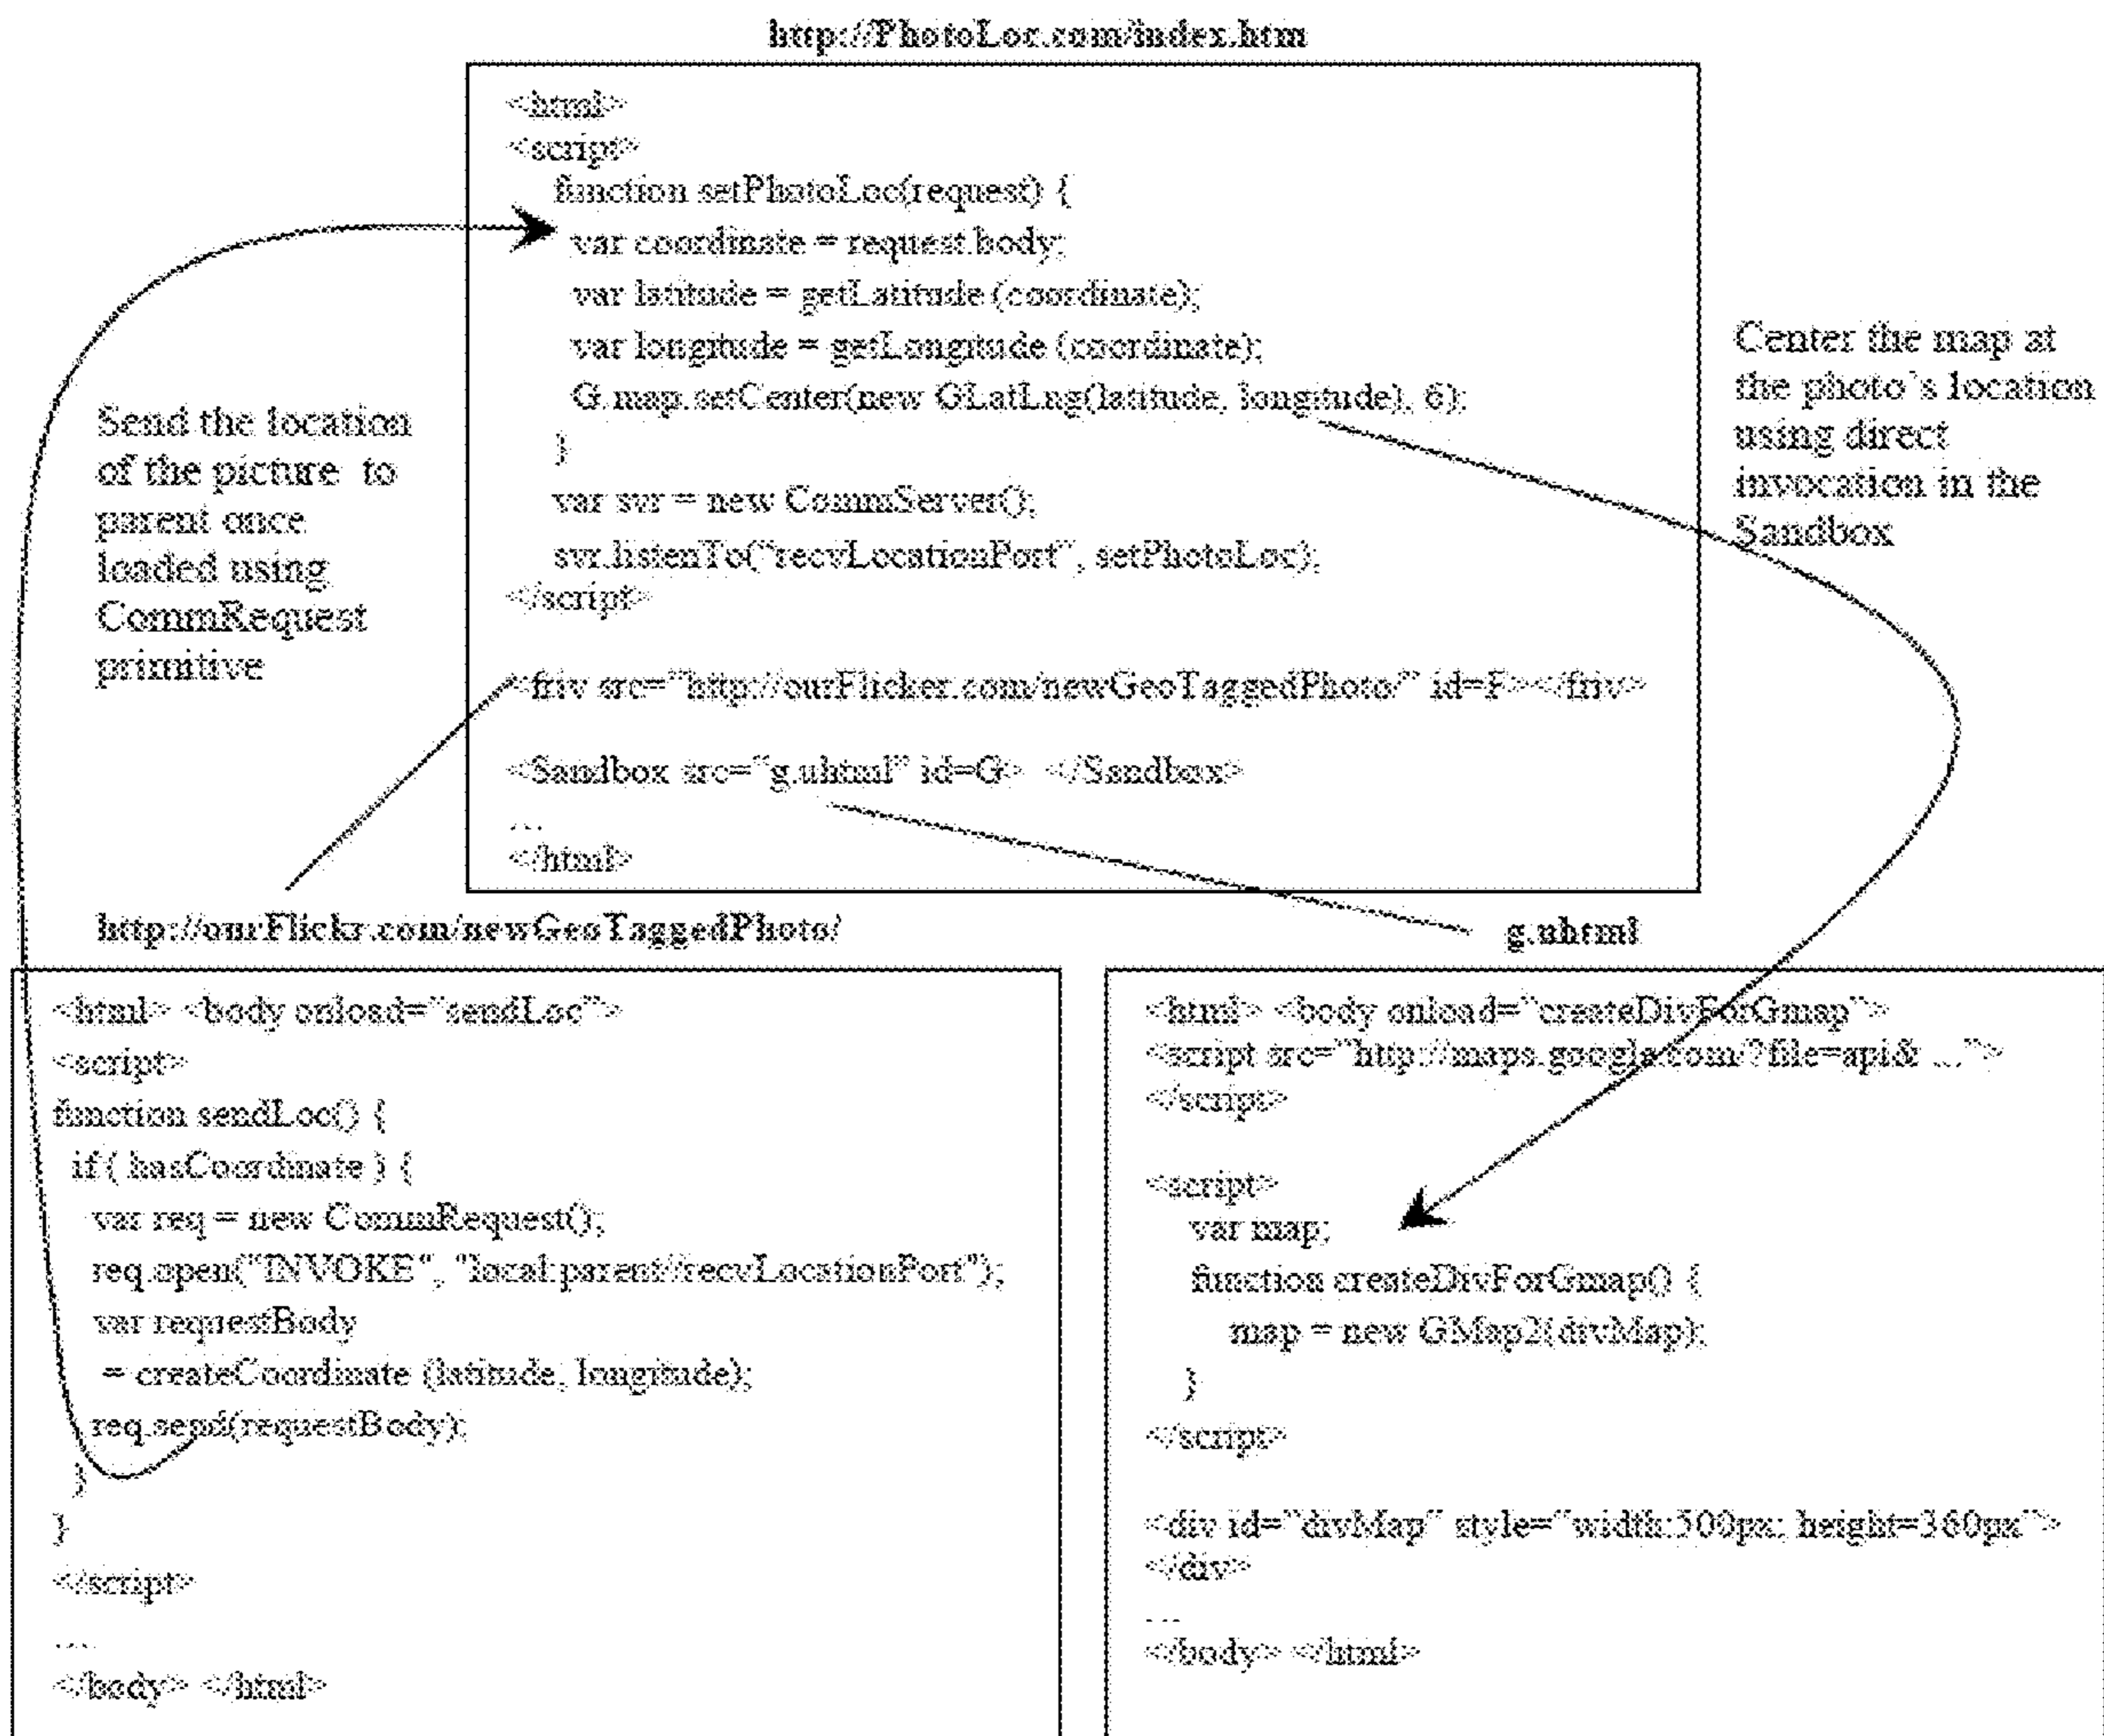 http://PhotoLoc.com/index.htm
<html>
<script>
function setPhotoLoc(request) {
var coordinate = request.body;
var latitude = getLatitude (coordinate);
var longitude = getLongitude (coordinate);
G.map.setCenter(new GLatLng(latitude, longitude), 6);
}
var svr = new CommServer();
svr.listenTo("recvLocationPort", setPhotoLoc);
</script>
<friv src="http://ourFlicker.com/newGeoTaggedPhoto/" id=F></friv>
<Sandbox src="g.uhtml" id=G> </Sandbox>
...
</html>
Send the location
of the picture to
parent once
loaded using
CommRequest
primitive
Center the map at
the photo`s location
using direct
invocation in the
Sandbox
http://ourFlickr.com/newGeoTaggedPhoto/
<html> <body onload="sendLoc">
<script>
function sendLoc() {
if ( hasCoordinate ) {
var req = new CommRequest();
req.open("INVOKE", "local:parent//recvLocationPort");
var requestBody
= createCoordinate (latitude, longitude);
req.send(requestBody);
}
}
</script>
....
</body> </html>
g.uhtml
<html> <body onload="createDivForGmap">
<script src="http://maps.google.com/?file=api& ...">
</script>
<script>
var map;
function createDivForGmap() {
map = new GMap2(divMap);
}
</script>
<div id="divMap" style="width:500px; height=360px">
</div>
...
</body> </html>